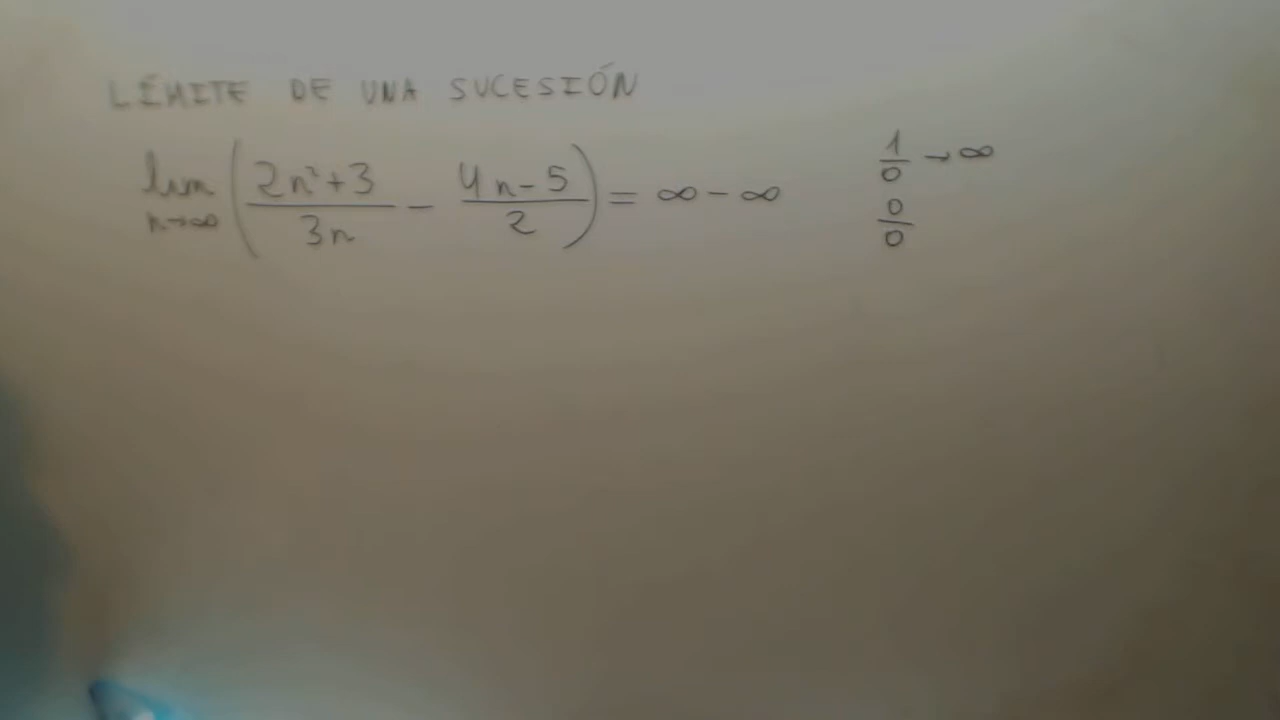 LÍMITE DE UNA SUCESIÓN
lim n→∞ ( (2n²+3)/(3n) − (4n−5)/2 ) = ∞ − ∞
1/0 → ∞
0/0